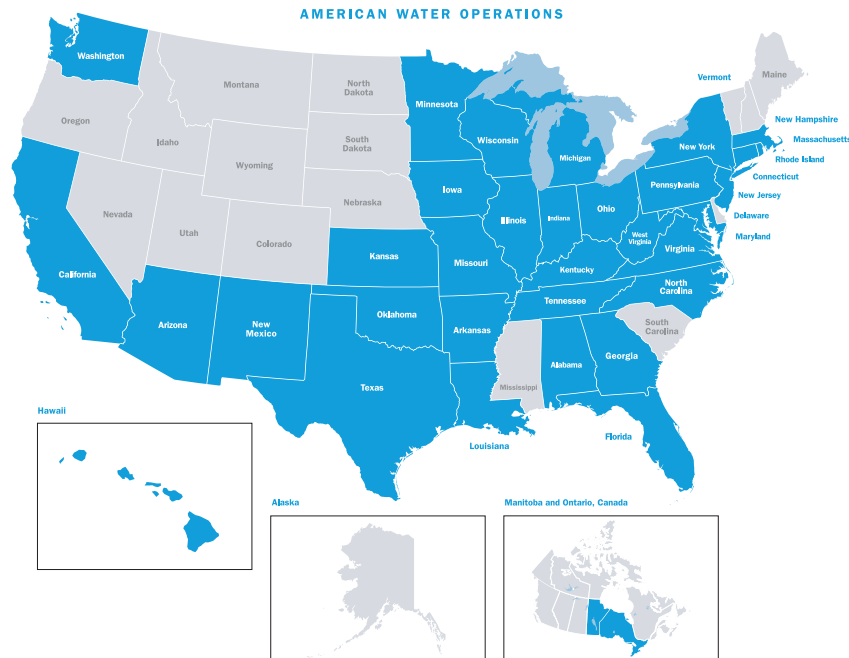 AMERICAN WATER OPERATIONS
Washington
Montana
North
Dakota
Minnesota
Vermont
Maine
Oregon
Idaho
South
Dakota
Wisconsin
Michigan
New York
New Hampshire
Massachusetts
Rhode Island
Connecticut
Wyoming
Iowa
Pennsylvania
New Jersey
Nebraska
Nevada
Utah
Colorado
Illinois
Indiana
Ohio
Delaware
West
Virginia
Virginia
Maryland
California
Kansas
Missouri
Kentucky
North
Carolina
Tennessee
Arizona
New
Mexico
Oklahoma
Arkansas
South
Carolina
Texas
Mississippi
Alabama
Georgia
Hawaii
Louisiana
Florida
Alaska
Manitoba and Ontario, Canada